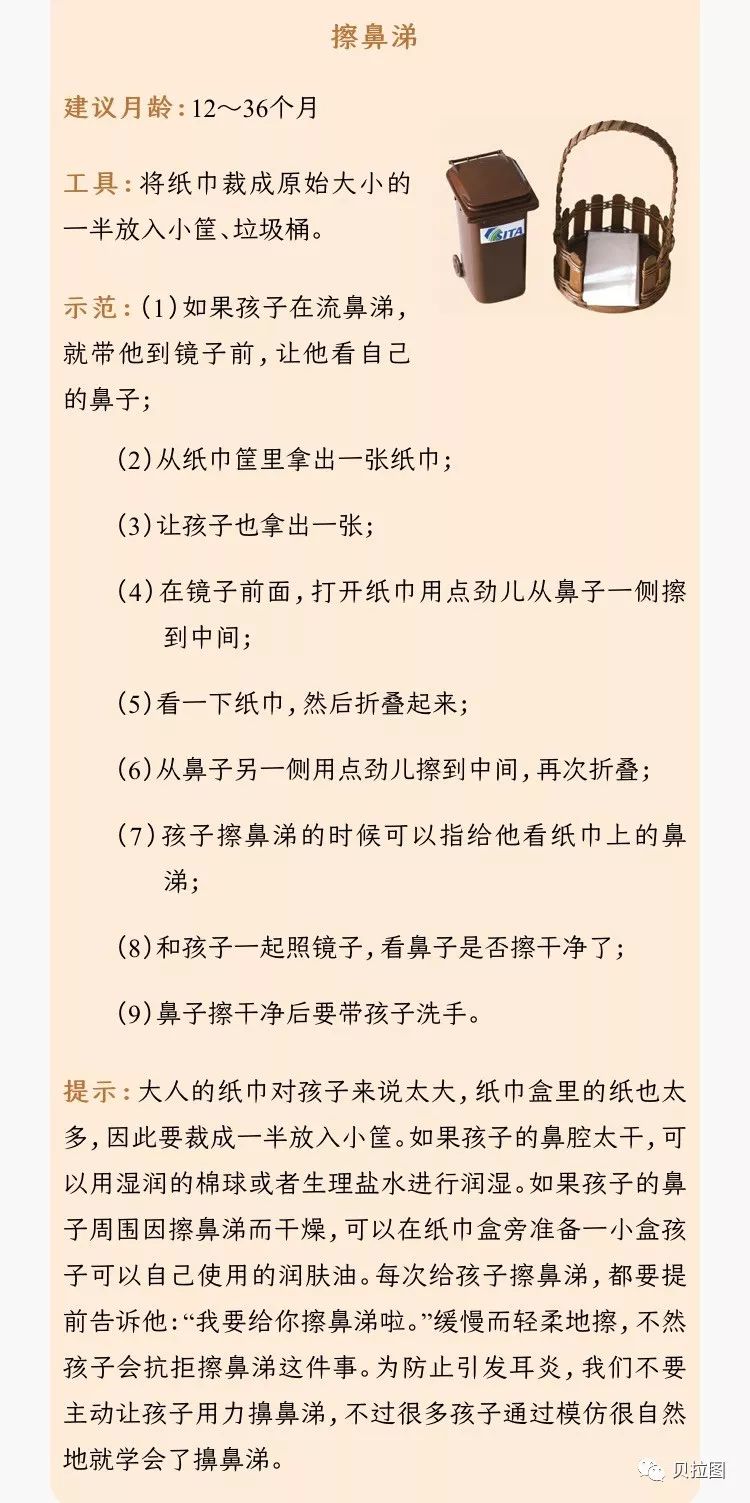 擦鼻涕
建议月龄：12～36个月
工具：将纸巾裁成原始大小的
一半放入小筐、垃圾桶。
SITA
示范：(1)如果孩子在流鼻涕，
就带他到镜子前，让他看自己
的鼻子；
(2)从纸巾筐里拿出一张纸巾；
(3)让孩子也拿出一张；
(4)在镜子前面，打开纸巾用点劲儿从鼻子一侧擦
到中间；
(5)看一下纸巾，然后折叠起来；
(6)从鼻子另一侧用点劲儿擦到中间，再次折叠；
(7)孩子擦鼻涕的时候可以指给他看纸巾上的鼻
涕；
(8)和孩子一起照镜子，看鼻子是否擦干净了；
(9)鼻子擦干净后要带孩子洗手。
提示：大人的纸巾对孩子来说太大，纸巾盒里的纸也太
多，因此要裁成一半放入小筐。如果孩子的鼻腔太干，可
以用湿润的棉球或者生理盐水进行润湿。如果孩子的鼻
子周围因擦鼻涕而干燥，可以在纸巾盒旁准备一小盒孩
子可以自己使用的润肤油。每次给孩子擦鼻涕，都要提
前告诉他：“我要给你擦鼻涕啦。”缓慢而轻柔地擦，不然
孩子会抗拒擦鼻涕这件事。为防止引发耳炎，我们不要
主动让孩子用力擤鼻涕，不过很多孩子通过模仿很自然
地就学会了擤鼻涕。
贝拉图